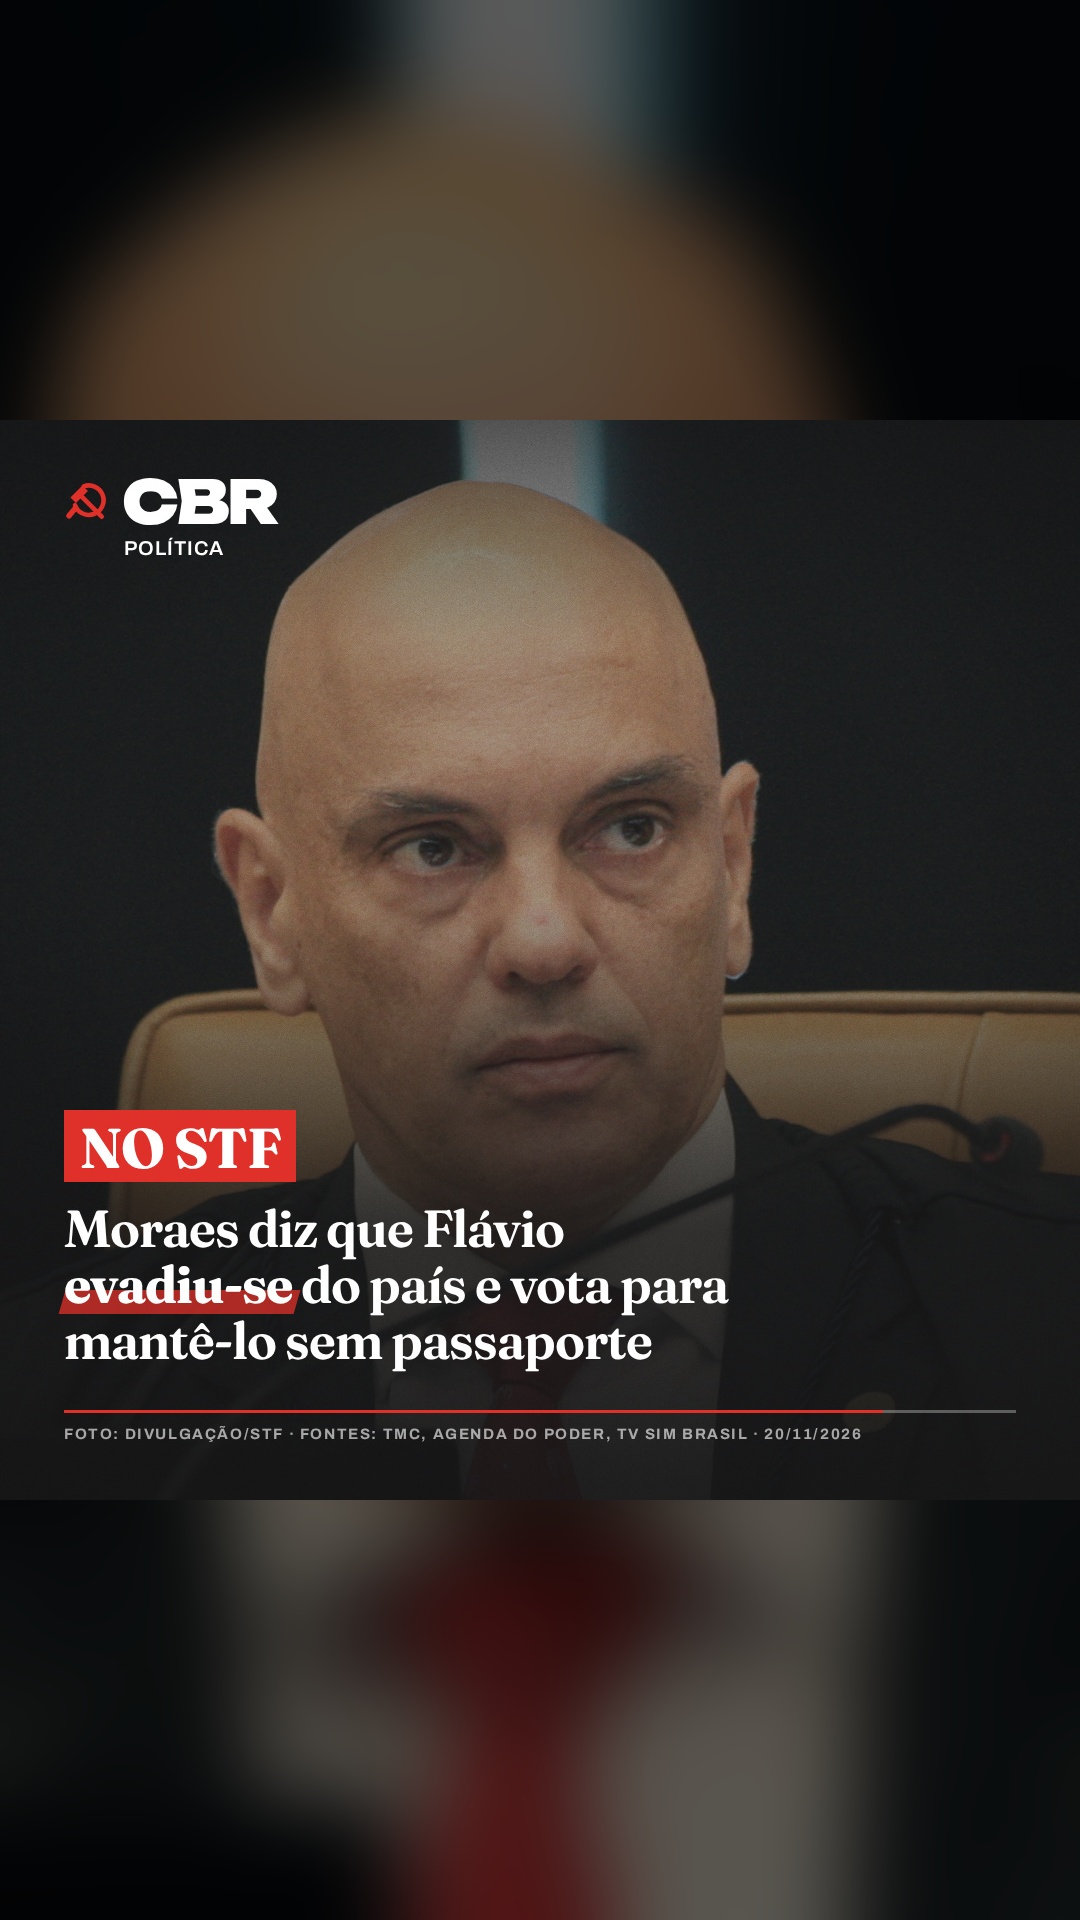 CBR
POLÍTICA
NO STF
Moraes diz que Flávio
evadiu-se do país e vota para
mantê-lo sem passaporte
FOTO: DIVULGAÇÃO/STF · FONTES: TMC, AGENDA DO PODER, TV SIM BRASIL · 20/11/2026